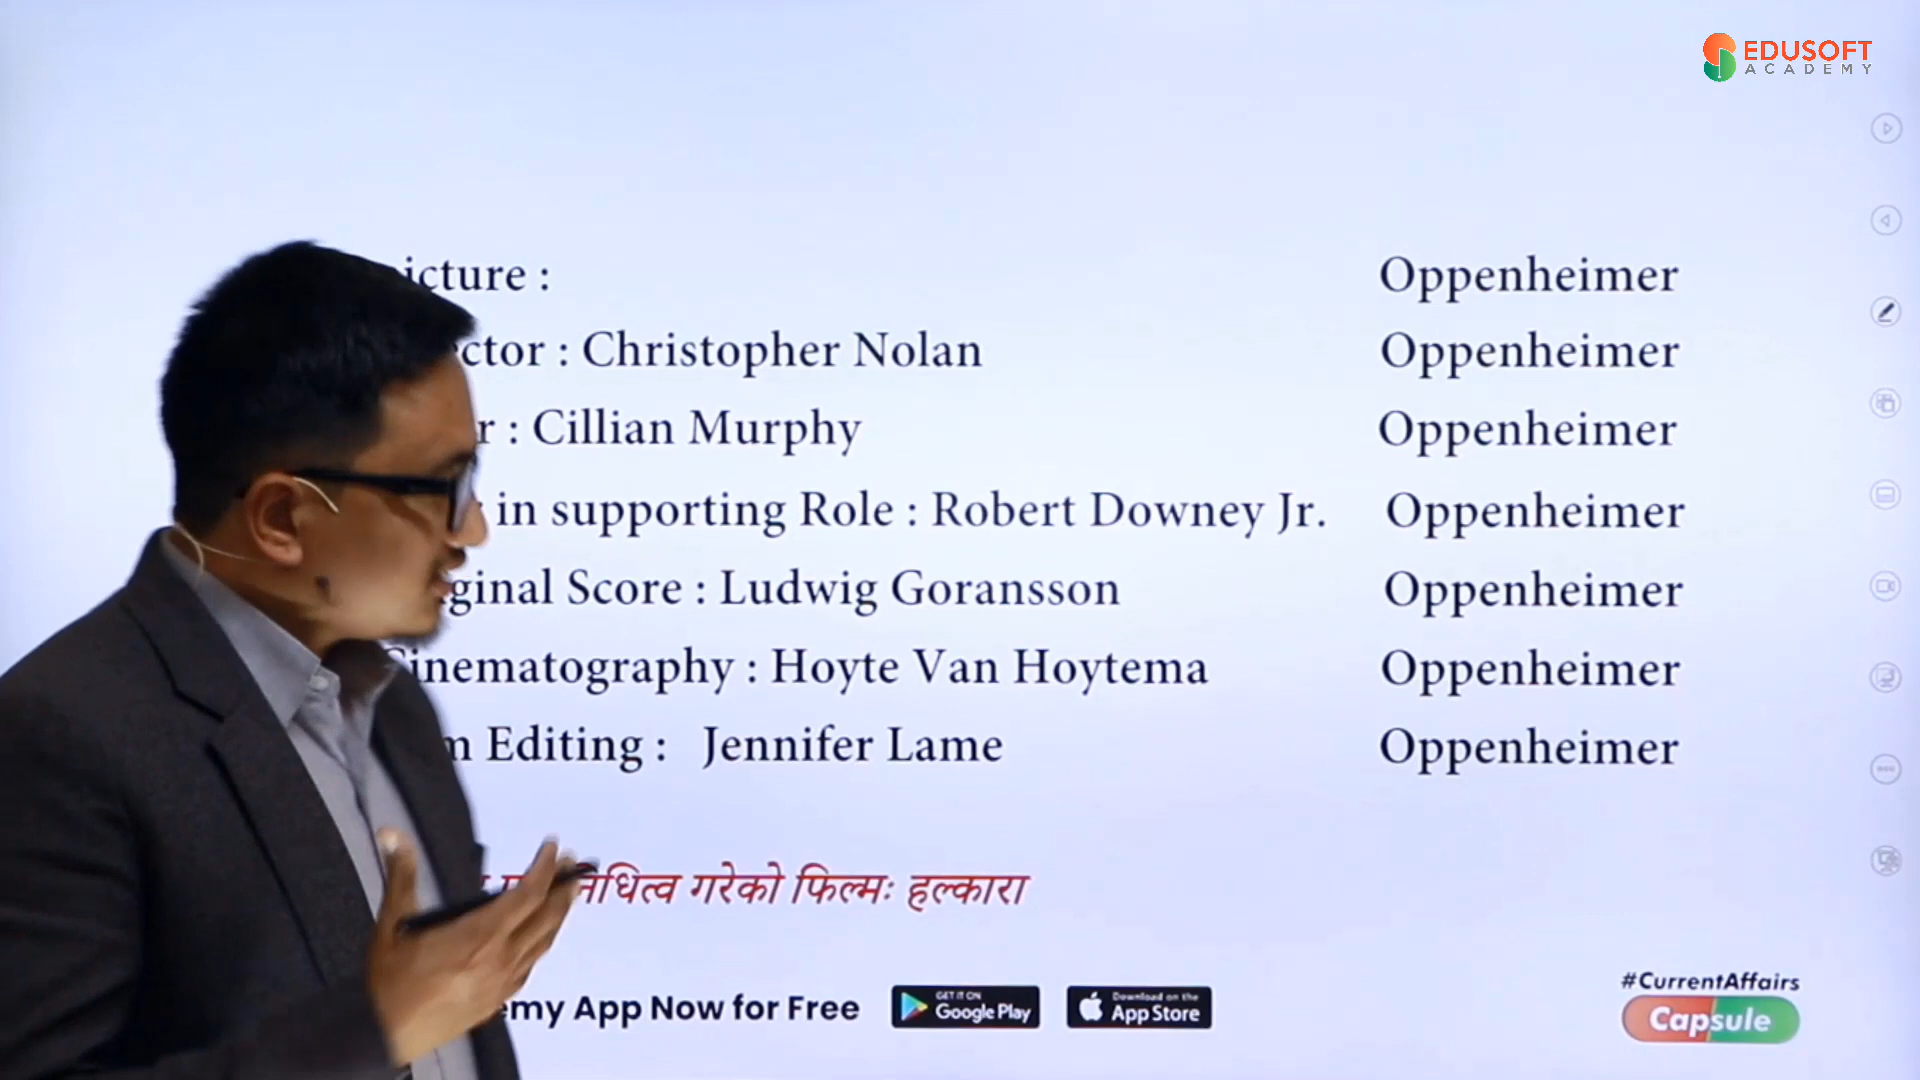 EDUSOFT
ACADEMY
icture : Oppenheimer
ctor : Christopher Nolan Oppenheimer
r : Cillian Murphy Oppenheimer
in supporting Role : Robert Downey Jr. Oppenheimer
ginal Score : Ludwig Goransson Oppenheimer
Cinematography : Hoyte Van Hoytema Oppenheimer
m Editing : Jennifer Lame Oppenheimer
गरेको फिल्मः हल्कारा
my App Now for Free
GET IT ON
Google Play
Download on the
App Store
#CurrentAffairs
Capsule